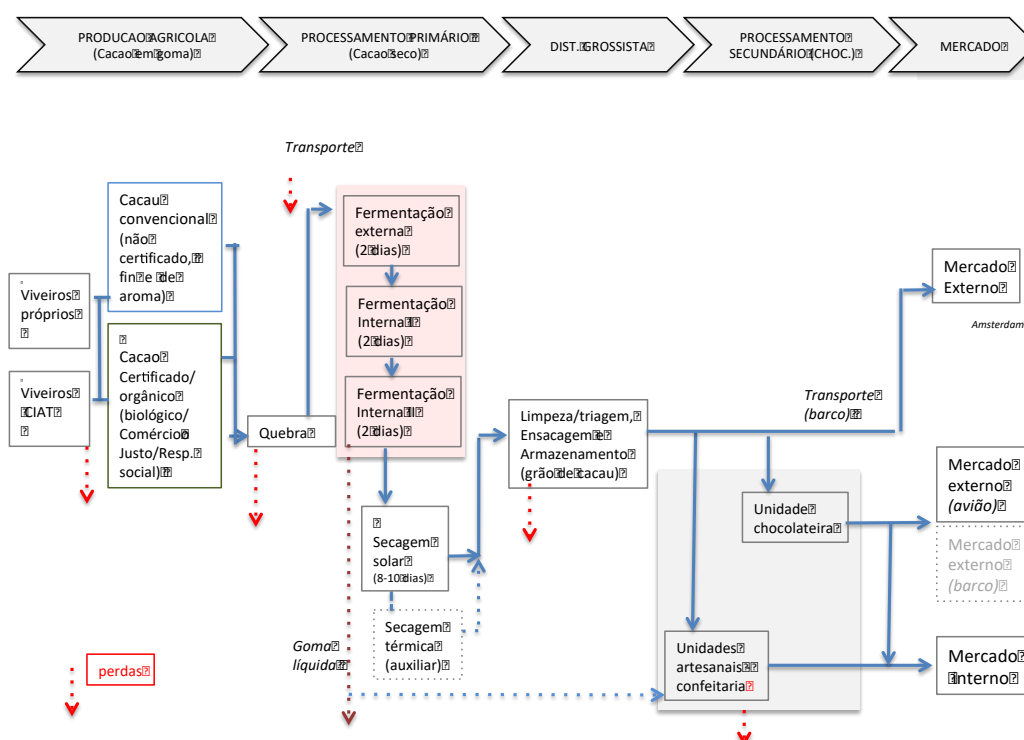 PRODUCAO AGRICOLA
(Cacao em goma)
PROCESSAMENTO PRIMÁRIO
(Cacao seco)
DIST. GROSSISTA
PROCESSAMENTO
SECUNDÁRIO (CHOC.)
MERCADO
Transporte
Cacau
convencional
(não
certificado,
fin e de
aroma)
Viveiros
próprios
Cacao
Certificado/
orgânico
(biológico/
Comércio
Justo/Resp.
social)
Viveiros
CIAT
Quebra
Fermentação
externa
(2 dias)
Fermentação
Interna I
(2 dias)
Fermentação
Interna II
(2 dias)
Secagem
solar
(8-10 dias)
Secagem
térmica
(auxiliar)
Goma
líquida
perdas
Limpeza/triagem,
Ensacagem e
Armazenamento
(grão de cacau)
Transporte
(barco)
Unidade
chocolateira
Unidades
artesanais
confeitaria
Mercado
Externo
Amsterdam
Mercado
externo
(avião)
Mercado
externo
(barco)
Mercado
interno